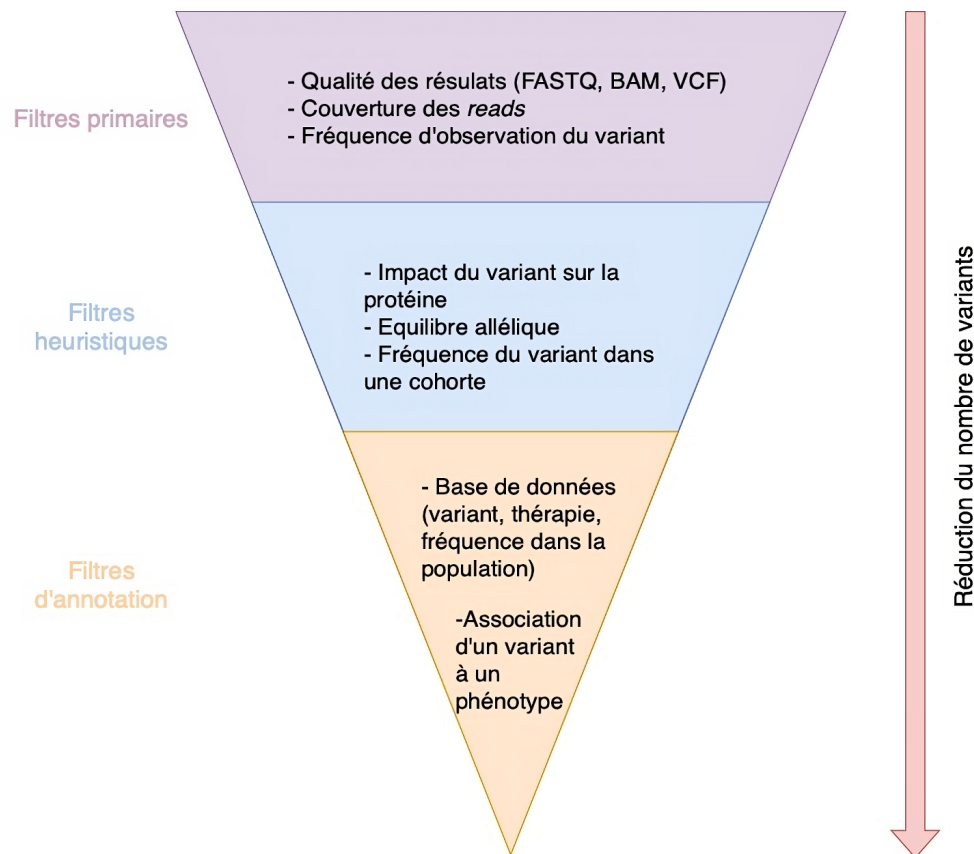 - Qualité des résulats (FASTQ, BAM, VCF)
- Couverture des reads
- Fréquence d'observation du variant
Filtres primaires
- Impact du variant sur la
protéine
- Equilibre allélique
- Fréquence du variant dans
une cohorte
Filtres
heuristiques
- Base de données
(variant, thérapie,
fréquence dans la
population)
-Association
d'un variant
à un
phénotype
Filtres
d'annotation
Réduction du nombre de variants